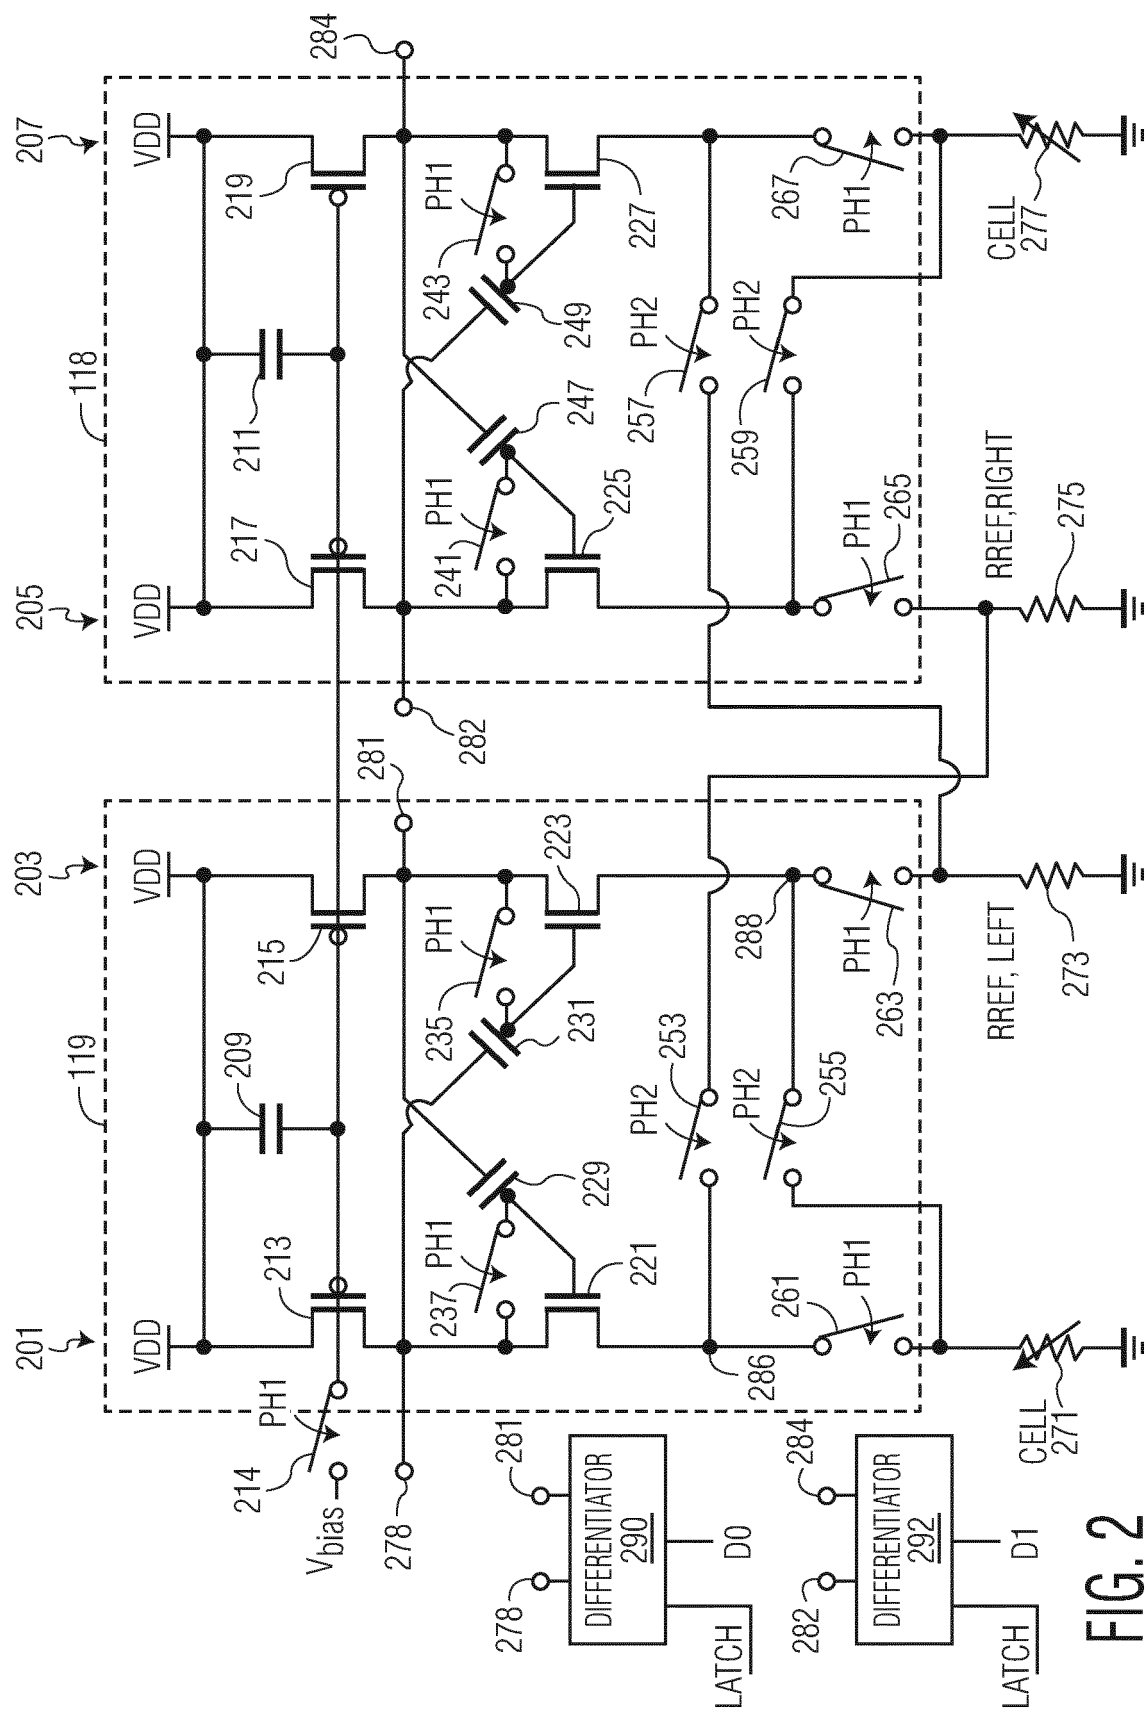 201
203
205
207
119
118
VDD
VDD
VDD
VDD
214
PH1
213
209
215
217
211
219
Vbias
278
281
282
284
237
PH1
235
PH1
241
PH1
243
PH1
229
231
223
247
249
221
225
227
278
281
DIFFERENTIATOR
290
LATCH
D0
PH2
253
257
PH2
286
PH2
255
288
259
PH2
261
PH1
PH1
263
PH1
265
267
PH1
282
284
DIFFERENTIATOR
292
LATCH
D1
CELL
271
RREF, LEFT
273
RREF,RIGHT
275
CELL
277
FIG. 2